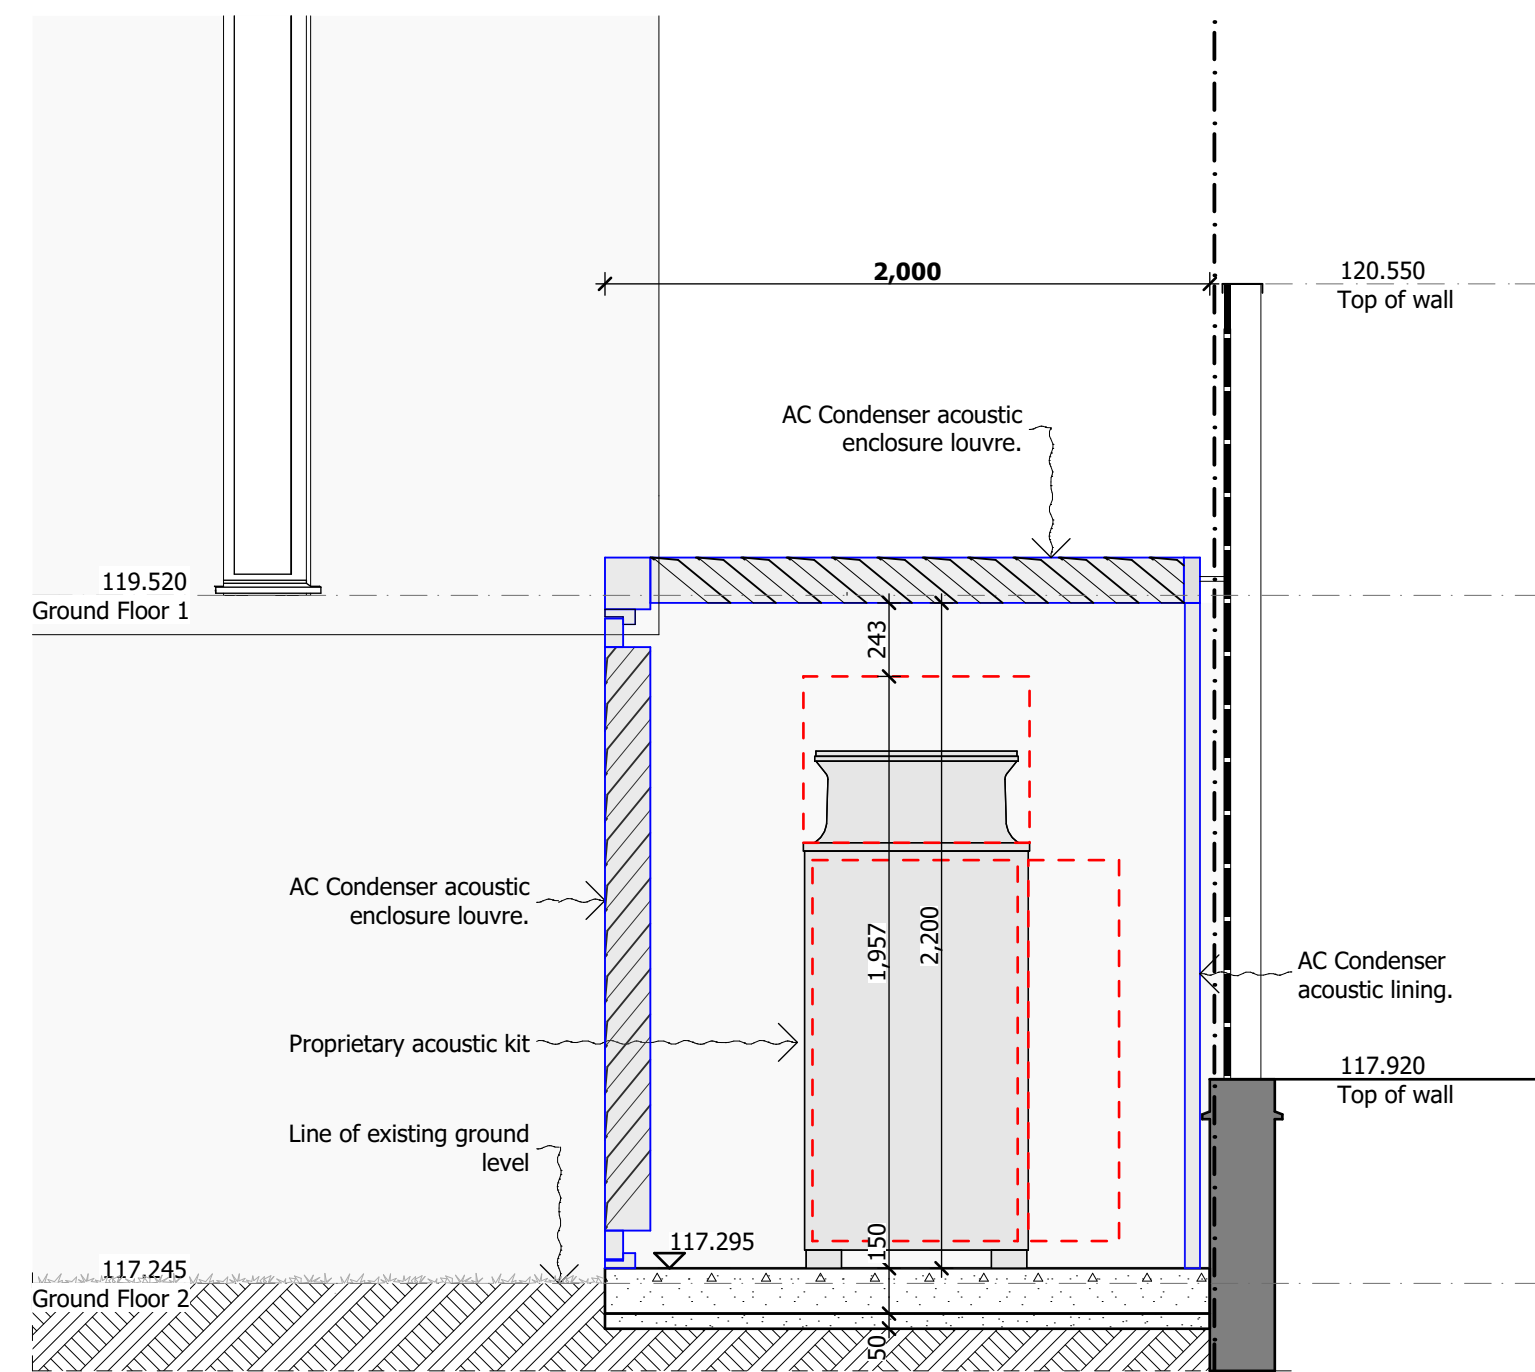 2,000
120.550
Top of wall
AC Condenser acoustic
enclosure louvre.
119.520
Ground Floor 1
243
AC Condenser acoustic
enclosure louvre.
1,957
2,200
AC Condenser
acoustic lining.
Proprietary acoustic kit
117.920
Top of wall
Line of existing ground
level
150
117.295
117.245
Ground Floor 2
50